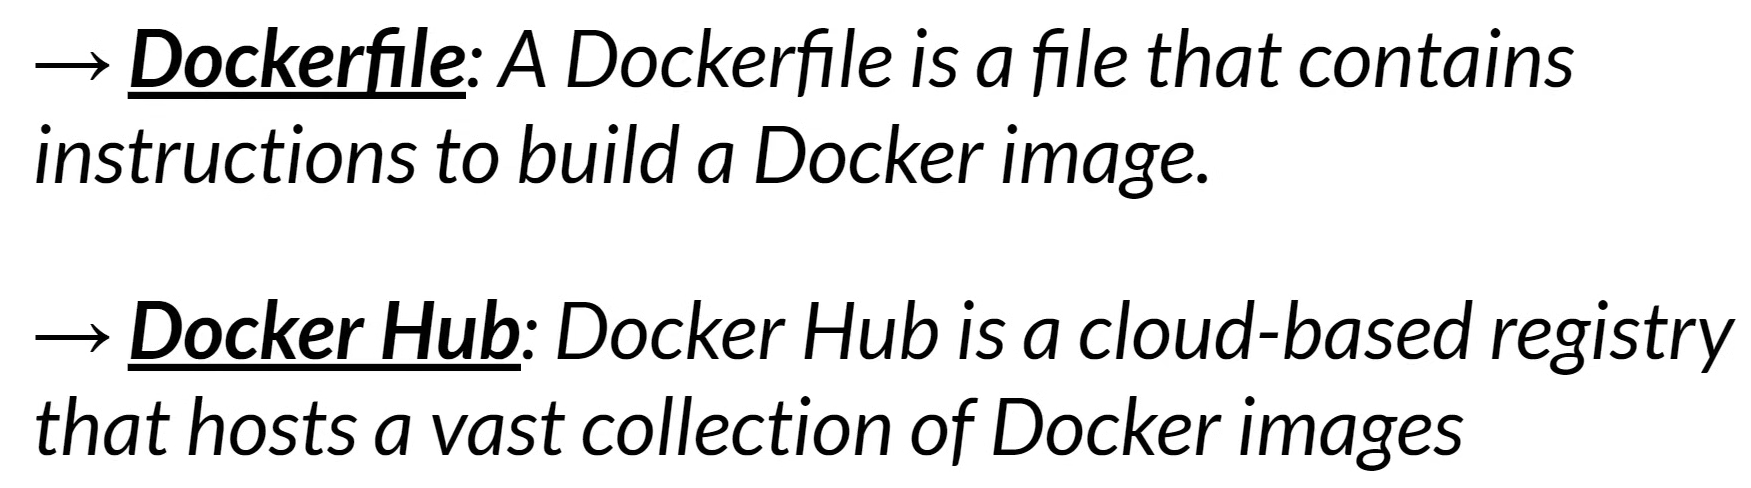 → Dockerfile: A Dockerfile is a file that contains
instructions to build a Docker image.
→ Docker Hub: Docker Hub is a cloud-based registry
that hosts a vast collection of Docker images